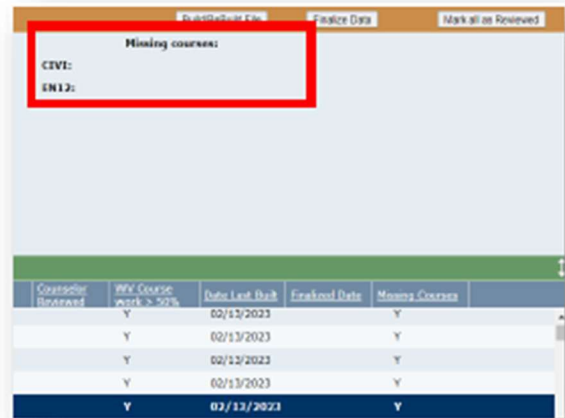 Build/ReBuild File Finalize Data Mark all as Reviewed
Missing courses:
CIVI:
EN12:
Counselor Reviewed WV Course work > 50% Date Last Built Finalized Date Missing Courses
Y 02/13/2023 Y
Y 02/13/2023 Y
Y 02/13/2023 Y
Y 02/13/2023 Y
Y 02/13/2023 Y